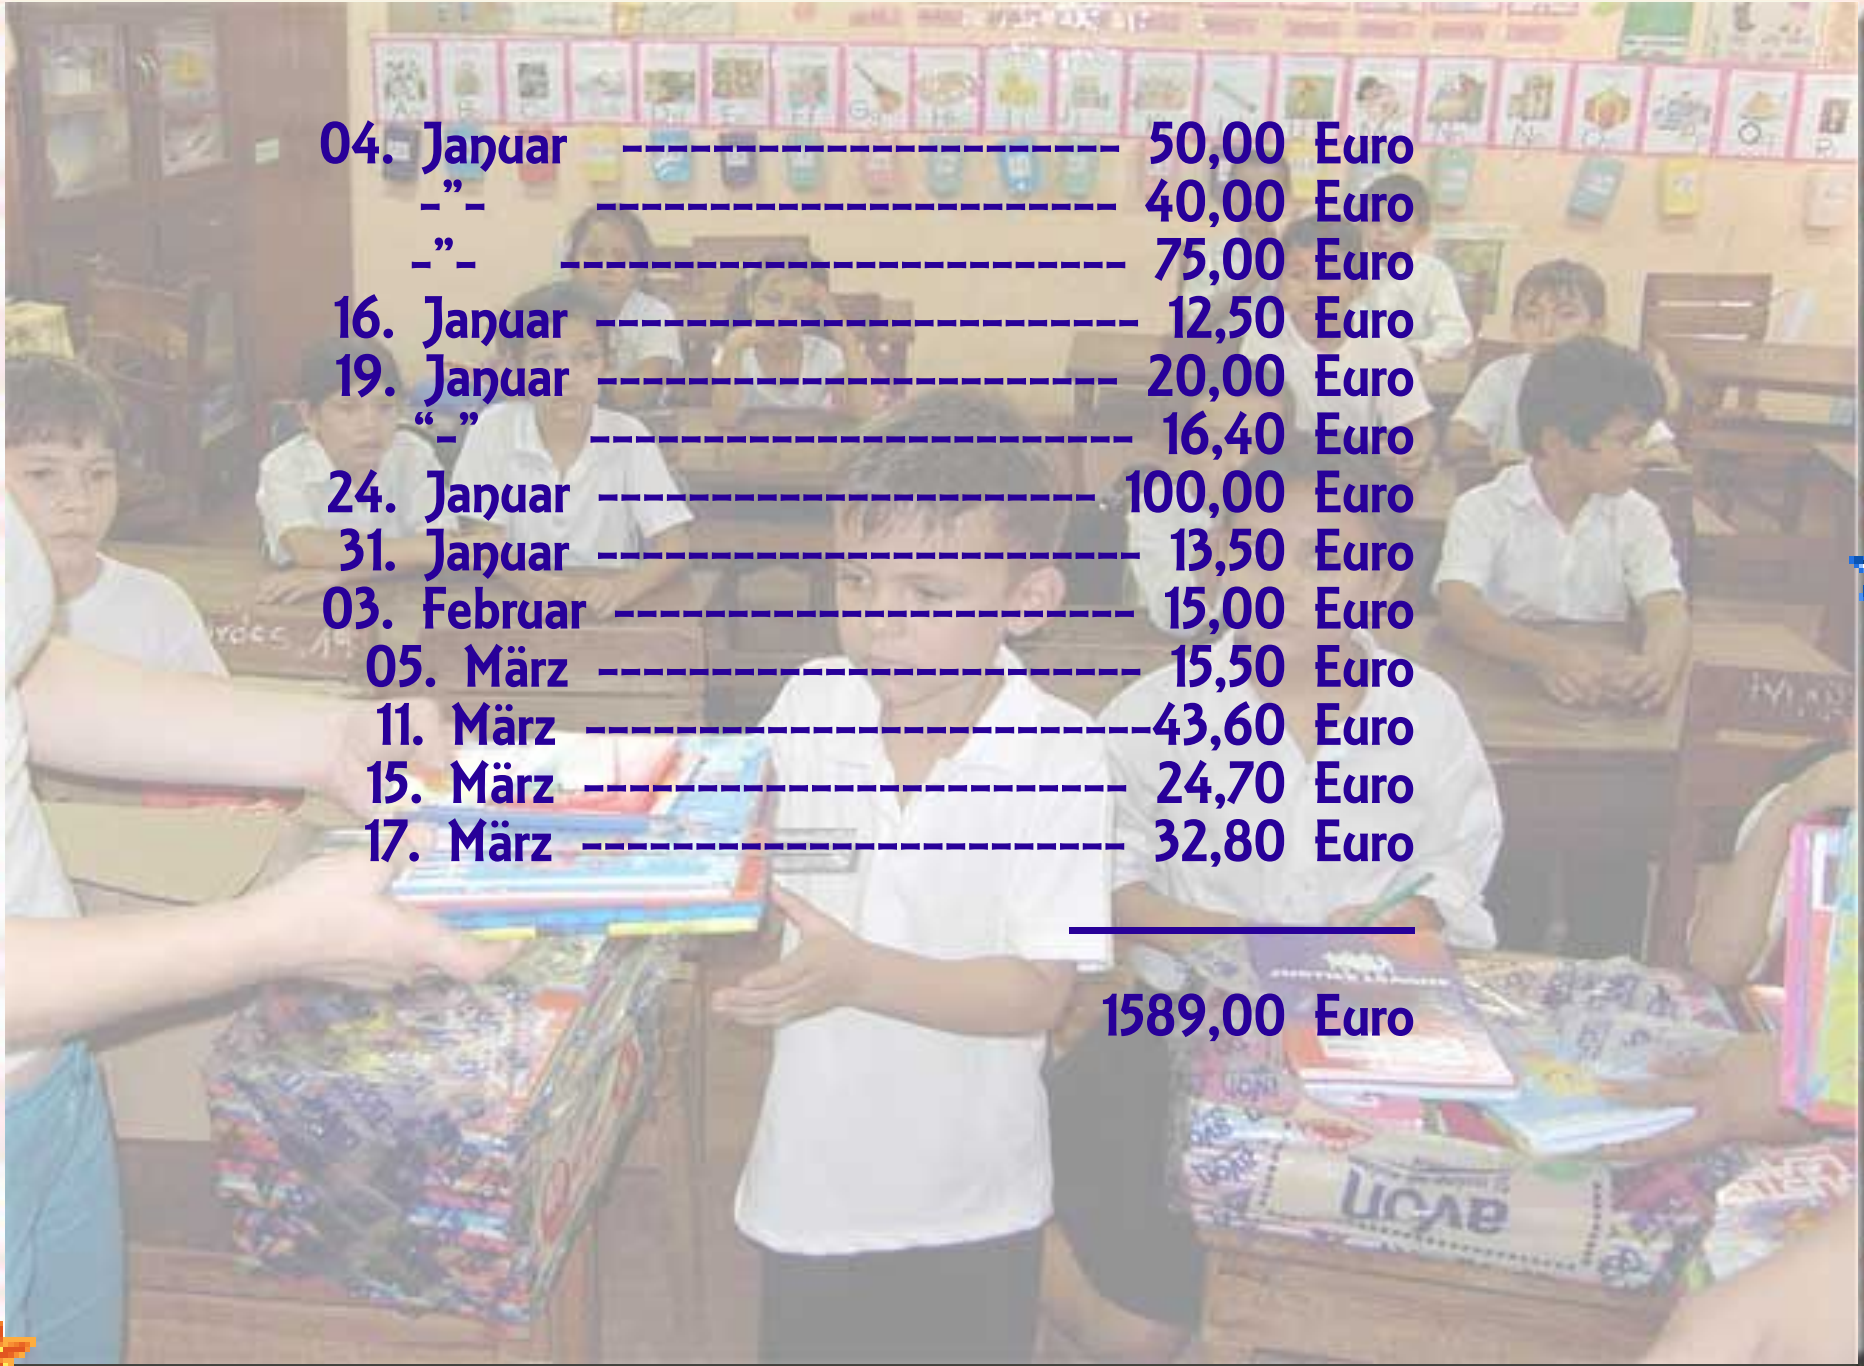 04. Januar ---------------------- 50,00 Euro
-”- ----------------------- 40,00 Euro
-”- ------------------------- 75,00 Euro
16. Januar ------------------------ 12,50 Euro
19. Januar ----------------------- 20,00 Euro
“-” ------------------------ 16,40 Euro
24. Januar ---------------------- 100,00 Euro
31. Januar ------------------------ 13,50 Euro
03. Februar ----------------------- 15,00 Euro
05. März ------------------------ 15,50 Euro
11. März -------------------------43,60 Euro
15. März ------------------------ 24,70 Euro
17. März ------------------------ 32,80 Euro
1589,00 Euro
avon